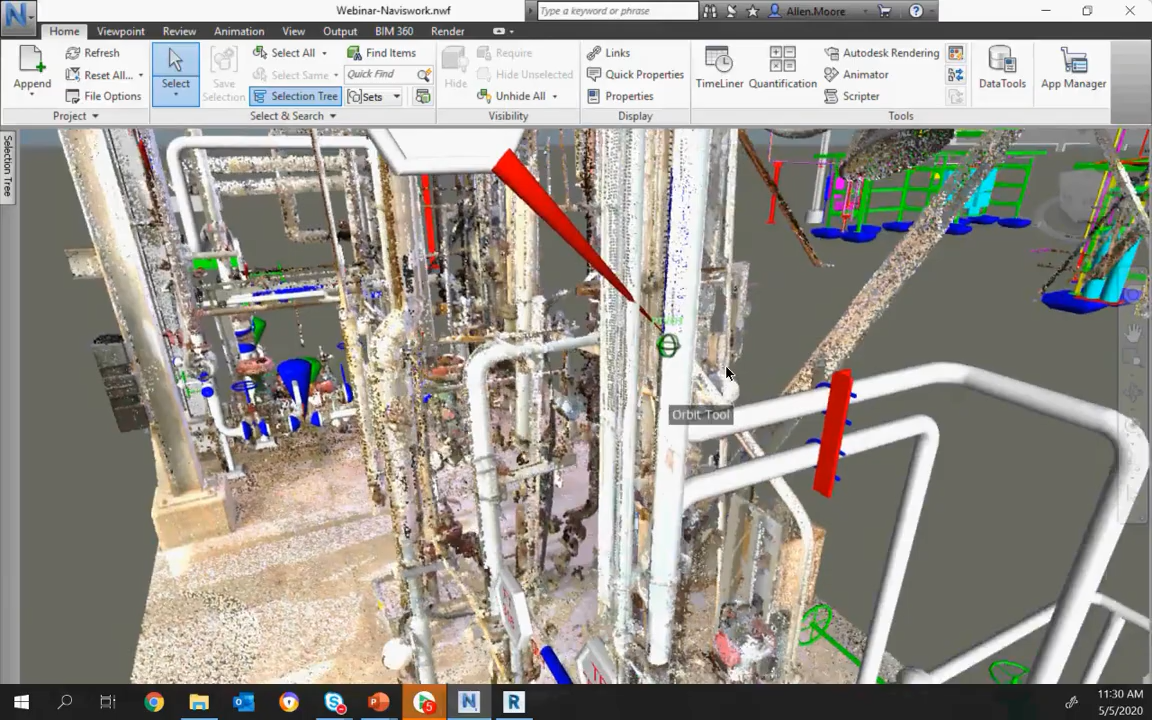 Webinar-Naviswork.nwf
Type a keyword or phrase
Allen.Moore
Home Viewpoint Review View Animation Output BIM 360 Render
Append
Refresh
Reset All...
File Options
Project
Select
Save Selection
Select All
Select Same
Selection Tree
Find Items
Quick Find
Sets
Select & Search
Hide
Require
Hide Unselected
Unhide All
Visibility
Links
Quick Properties
Properties
Display
TimeLiner
Quantification
Autodesk Rendering
Animator
Scripter
DataTools
App Manager
Tools
Selection Tree
Orbit Tool
5
11:30 AM
5/5/2020